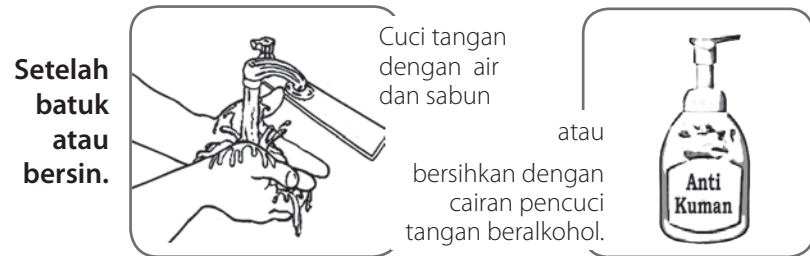 Setelah
batuk
atau
bersin.
Cuci tangan
dengan air
dan sabun
atau
bersihkan dengan
cairan pencuci
tangan beralkohol.
Anti
Kuman